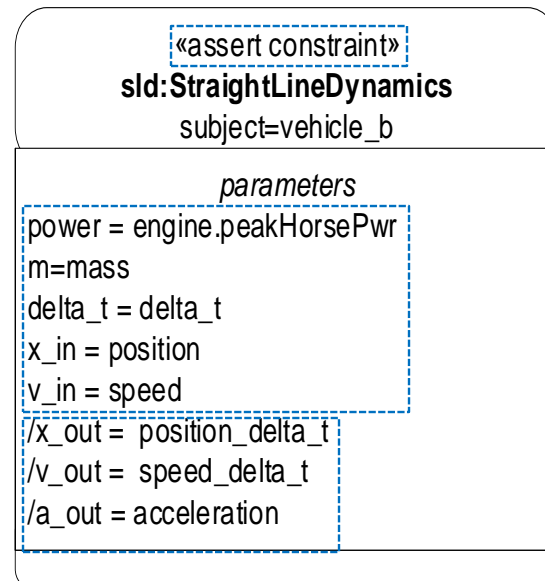 «assert constraint»
sld:StraightLineDynamics
subject=vehicle_b
parameters
power = engine.peakHorsePwr
m=mass
delta_t = delta_t
x_in = position
v_in = speed
/x_out = position_delta_t
/v_out = speed_delta_t
/a_out = acceleration